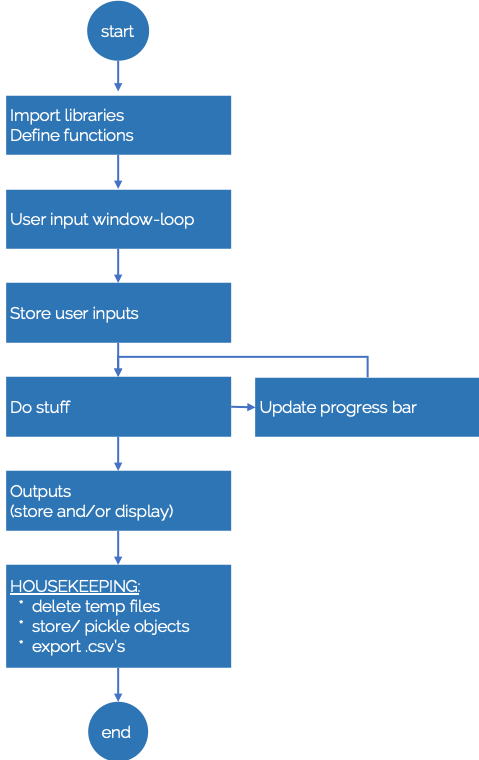 start
Import libraries
Define functions
User input window-loop
Store user inputs
Do stuff
Update progress bar
Outputs
(store and/or display)
HOUSEKEEPING:
* delete temp files
* store/ pickle objects
* export .csv's
end